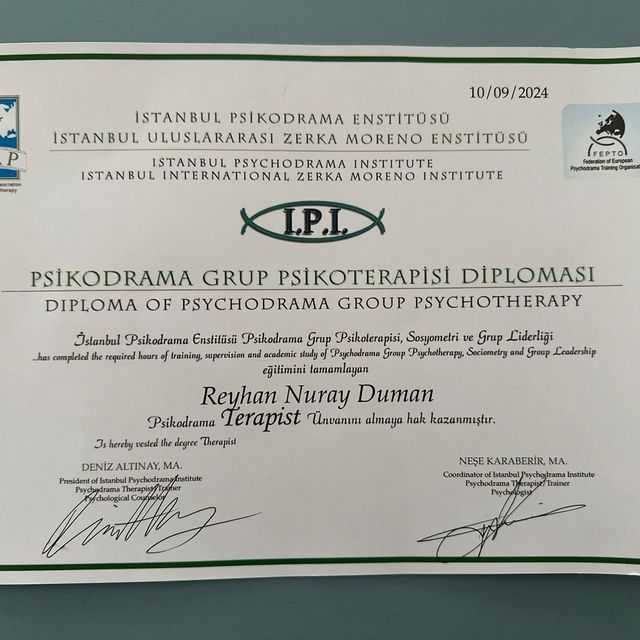 10/09/2024
İSTANBUL PSİKODRAMA ENSTİTÜSÜ
İSTANBUL ULUSLARARASI ZERKA MORENO ENSTİTÜSÜ
ISTANBUL PSYCHODRAMA INSTITUTE
ISTANBUL INTERNATIONAL ZERKA MORENO INSTITUTE
FEPTO
Federation of European
Psychodrama Training Organisat
AP
ssociation
therapy
I.P.I.
PSİKODRAMA GRUP PSİKOTERAPİSİ DİPLOMASI
DIPLOMA OF PSYCHODRAMA GROUP PSYCHOTHERAPY
İstanbul Psikodrama Enstitüsü Psikodrama Grup Psikoterapisi, Sosyometri ve Grup Liderliği
...has completed the required hours of training, supervision and academic study of Psychodrama Group Psychotherapy, Sociometry and Group Leadership
eğitimini tamamlayan
Reyhan Nuray Duman
Psikodrama Terapist Ünvanını almaya hak kazanmıştır.
Is hereby vested the degree Therapist
DENİZ ALTINAY, MA.
President of Istanbul Psychodrama Institute
Psychodrama Therapist/Trainer
Psychological Counselor
NEŞE KARABERİR, MA.
Coordinator of Istanbul Psychodrama Institute
Psychodrama Therapist/Trainer
Psychologist